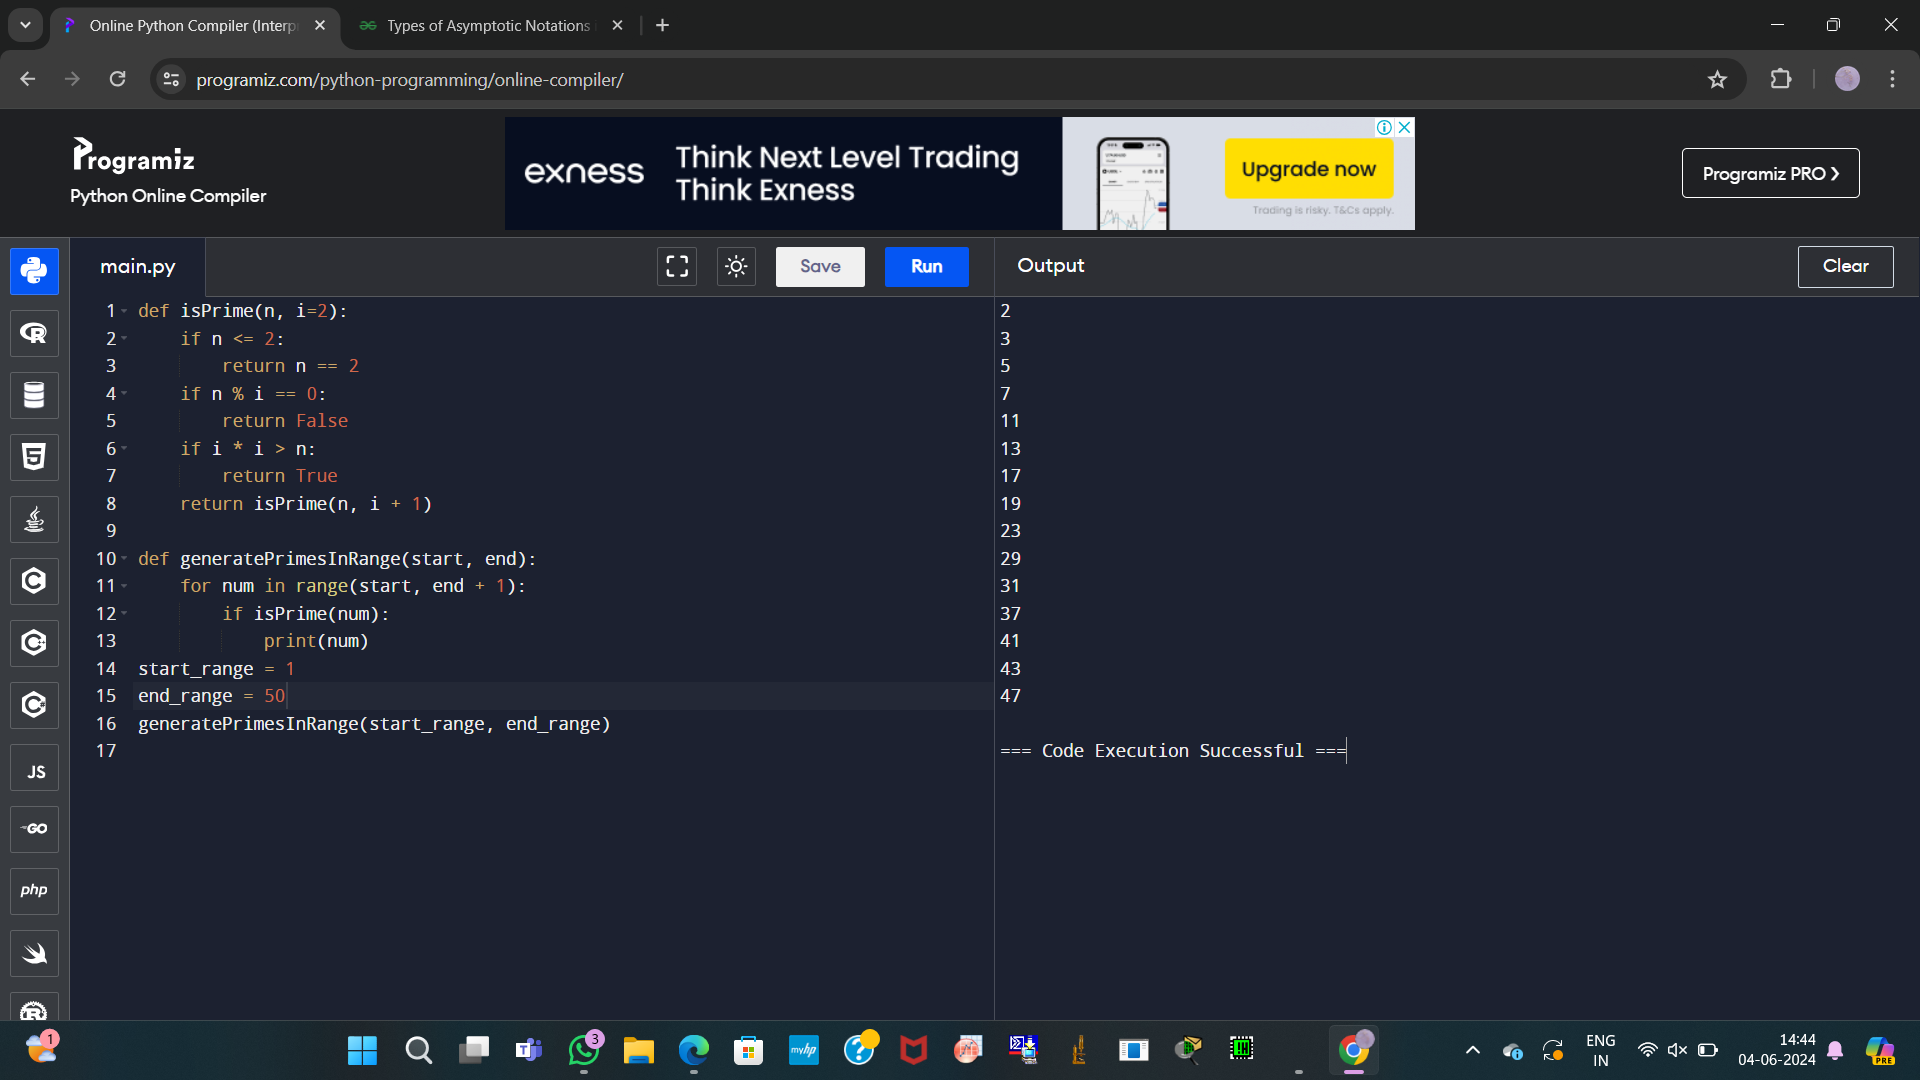 Online Python Compiler (Interp
Types of Asymptotic Notations
programiz.com/python-programming/online-compiler/
Programiz
Python Online Compiler
exness
Think Next Level Trading
Think Exness
Upgrade now
Trading is risky. T&Cs apply.
Programiz PRO
main.py
Save
Run
Output
Clear
1 def isPrime(n, i=2):
2 if n <= 2:
3 return n == 2
4 if n % i == 0:
5 return False
6 if i * i > n:
7 return True
8 return isPrime(n, i + 1)
9
10 def generatePrimesInRange(start, end):
11 for num in range(start, end + 1):
12 if isPrime(num):
13 print(num)
14 start_range = 1
15 end_range = 50
16 generatePrimesInRange(start_range, end_range)
17
2
3
5
7
11
13
17
19
23
29
31
37
41
43
47
=== Code Execution Successful ===
JS
GO
php
1
3
myhp
ENG
IN
14:44
04-06-2024
PRE